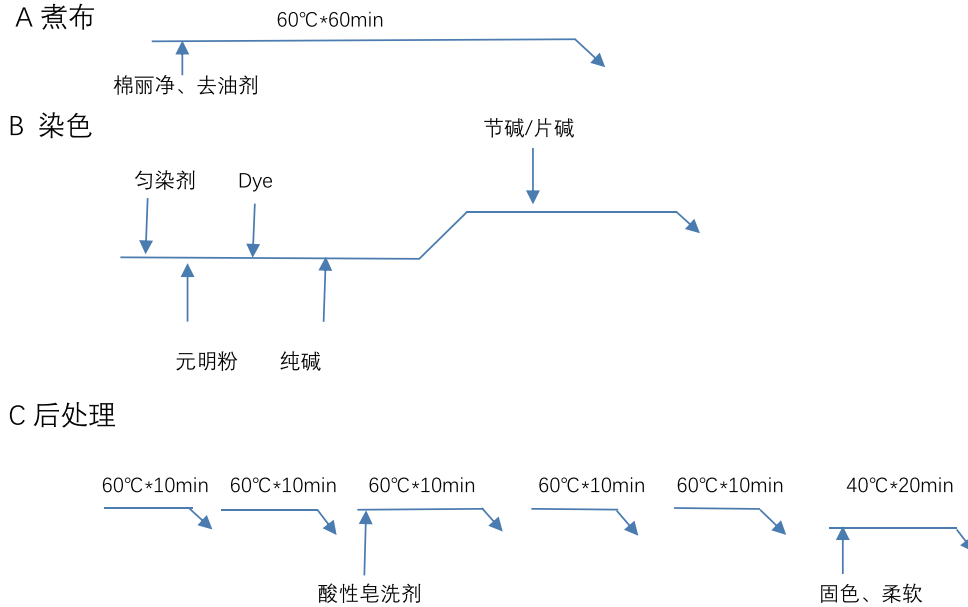 A 煮布
60℃*60min
棉丽净、去油剂
B 染色
节碱/片碱
匀染剂
Dye
元明粉
纯碱
C 后处理
60℃*10min
60℃*10min
60℃*10min
60℃*10min
60℃*10min
40℃*20min
酸性皂洗剂
固色、柔软